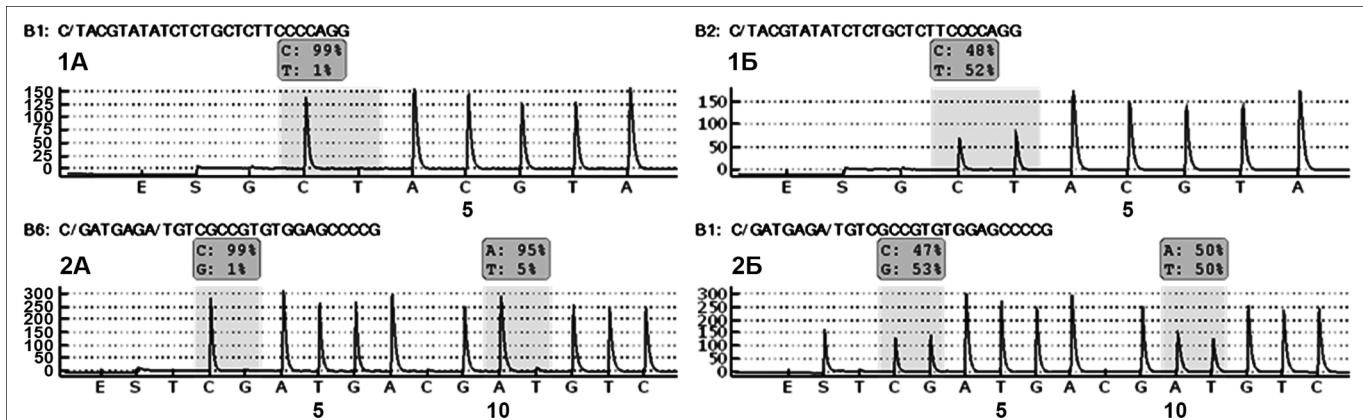 B1: C/TACGTATATCTCTGCTCTTCCCCAGG
1А
C: 99%
T: 1%
150
125
100
75
50
25
0
E S G C T A C G T A
5
B2: C/TACGTATATCTCTGCTCTTCCCCAGG
1Б
C: 48%
T: 52%
150
100
50
0
E S G C T A C G T A
5
B6: C/GATGAGA/TGTCGCCGTGTGGAGCCCCG
2А
C: 99%
G: 1%
A: 95%
T: 5%
300
250
200
150
100
50
0
E S T C G A T G A C G A T G T C
5 10
B1: C/GATGAGA/TGTCGCCGTGTGGAGCCCCG
2Б
C: 47%
G: 53%
A: 50%
T: 50%
300
250
200
150
100
50
0
E S T C G A T G A C G A T G T C
5 10